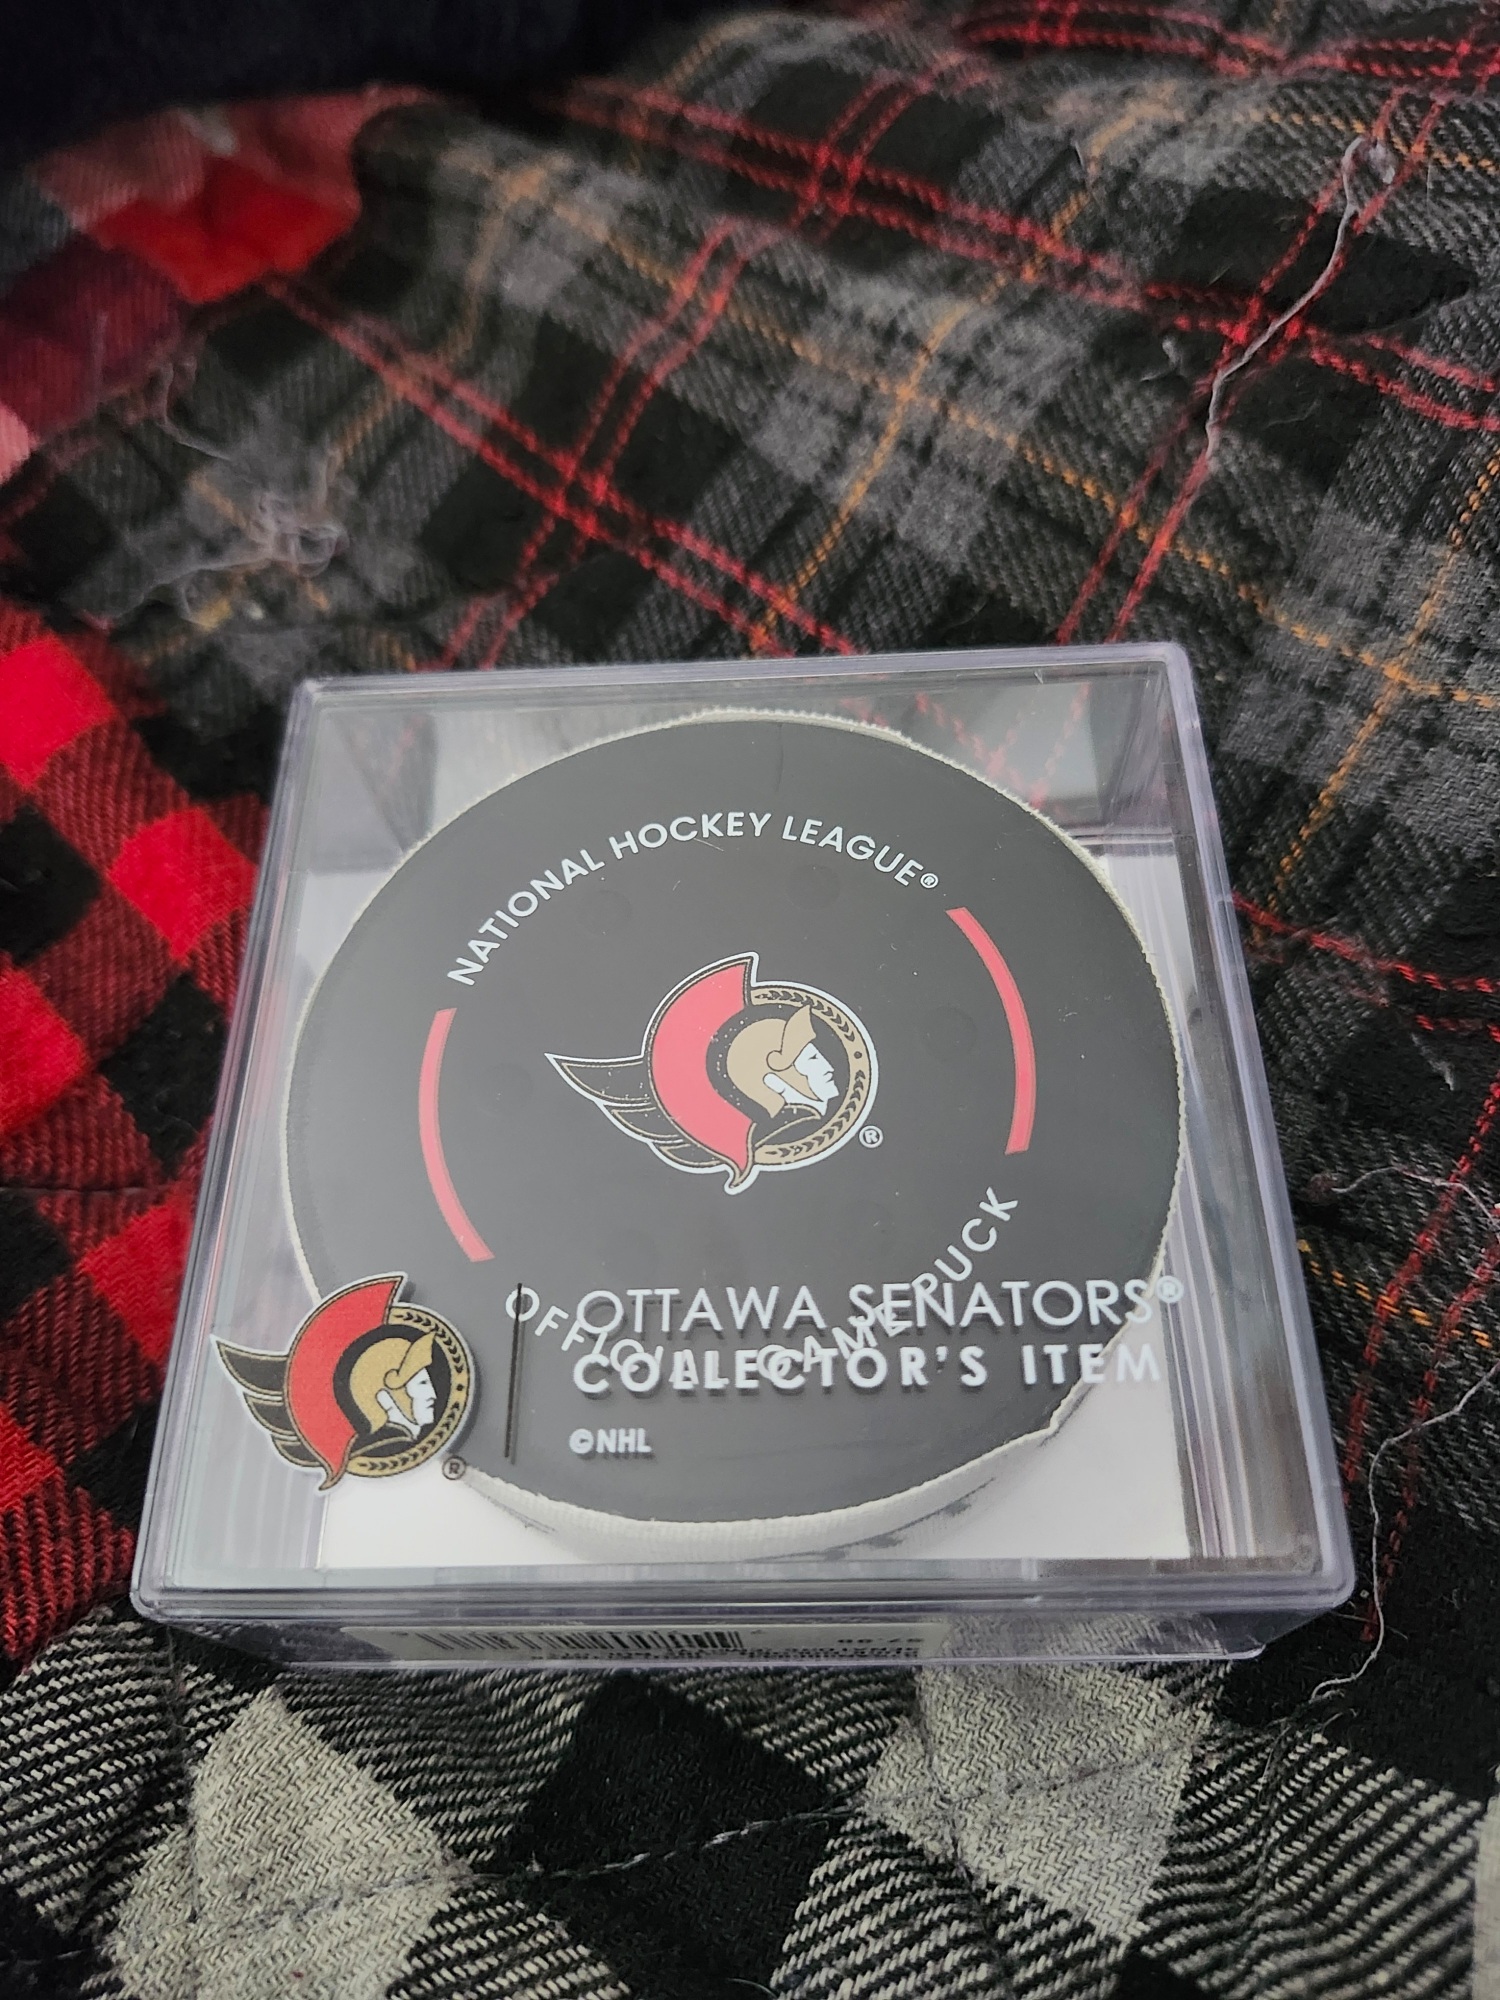 NATIONAL HOCKEY LEAGUE®
®
OFFICIAL GAME PUCK
OTTAWA SENATORS®
COLLECTOR'S ITEM
©NHL
®